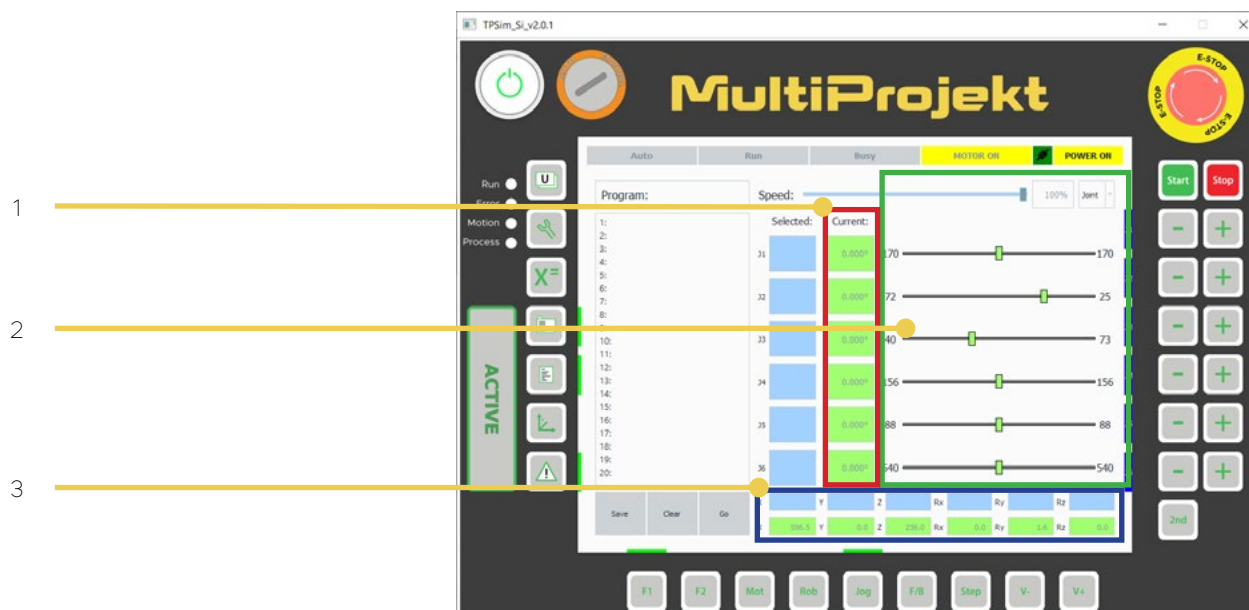 TPSim_Si_v2.0.1
MultiProjekt
E-STOP
E-STOP
E-STOP
Auto Run Busy MOTOR ON POWER ON
Run
Error
Motion
Process
U
X=
ACTIVE
Program:
Speed: 100% Joint
Start Stop
1
2
3
Selected: Current:
1:
2:
3:
4:
5:
6:
7:
8:
10:
11:
12:
13:
14:
15:
16:
17:
18:
19:
20:
J1 0.000° 170 170
J2 0.000° 72 25
J3 0.000° 40 73
J4 0.000° 156 156
J5 0.000° 88 88
J6 0.000° 540 540
- +
- +
- +
- +
- +
- +
Save Clear Go
Y Z Rx Ry Rz
596.5 Y 0.0 Z 236.0 Rx 0.0 Ry 1.6 Rz 0.0
2nd
F1 F2 Mot Rob Jog F/B Step V- V+